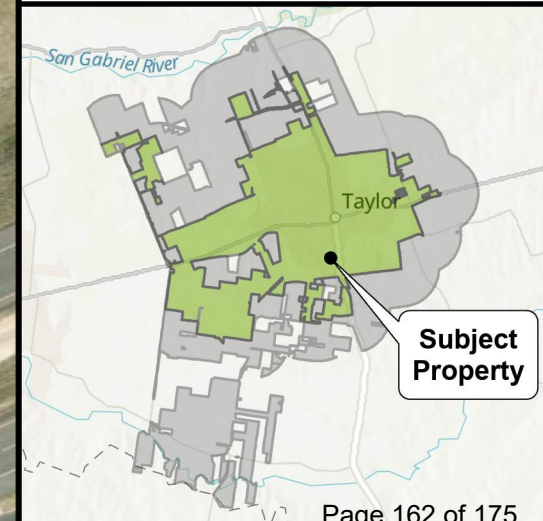 San Gabriel River
Taylor
Subject
Property
Page 162 of 175